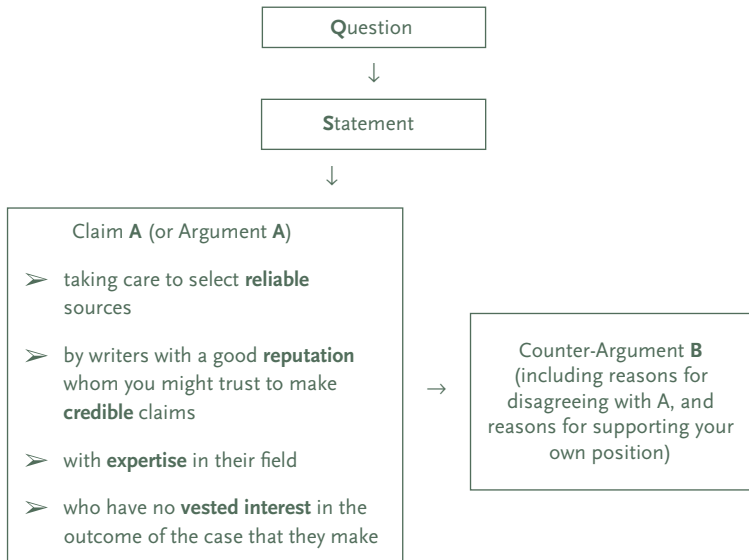 Question
↓
Statement
↓
Claim A (or Argument A)
➢ taking care to select reliable
sources
➢ by writers with a good reputation
whom you might trust to make
credible claims
➢ with expertise in their field
➢ who have no vested interest in the
outcome of the case that they make
→
Counter-Argument B
(including reasons for
disagreeing with A, and
reasons for supporting your
own position)